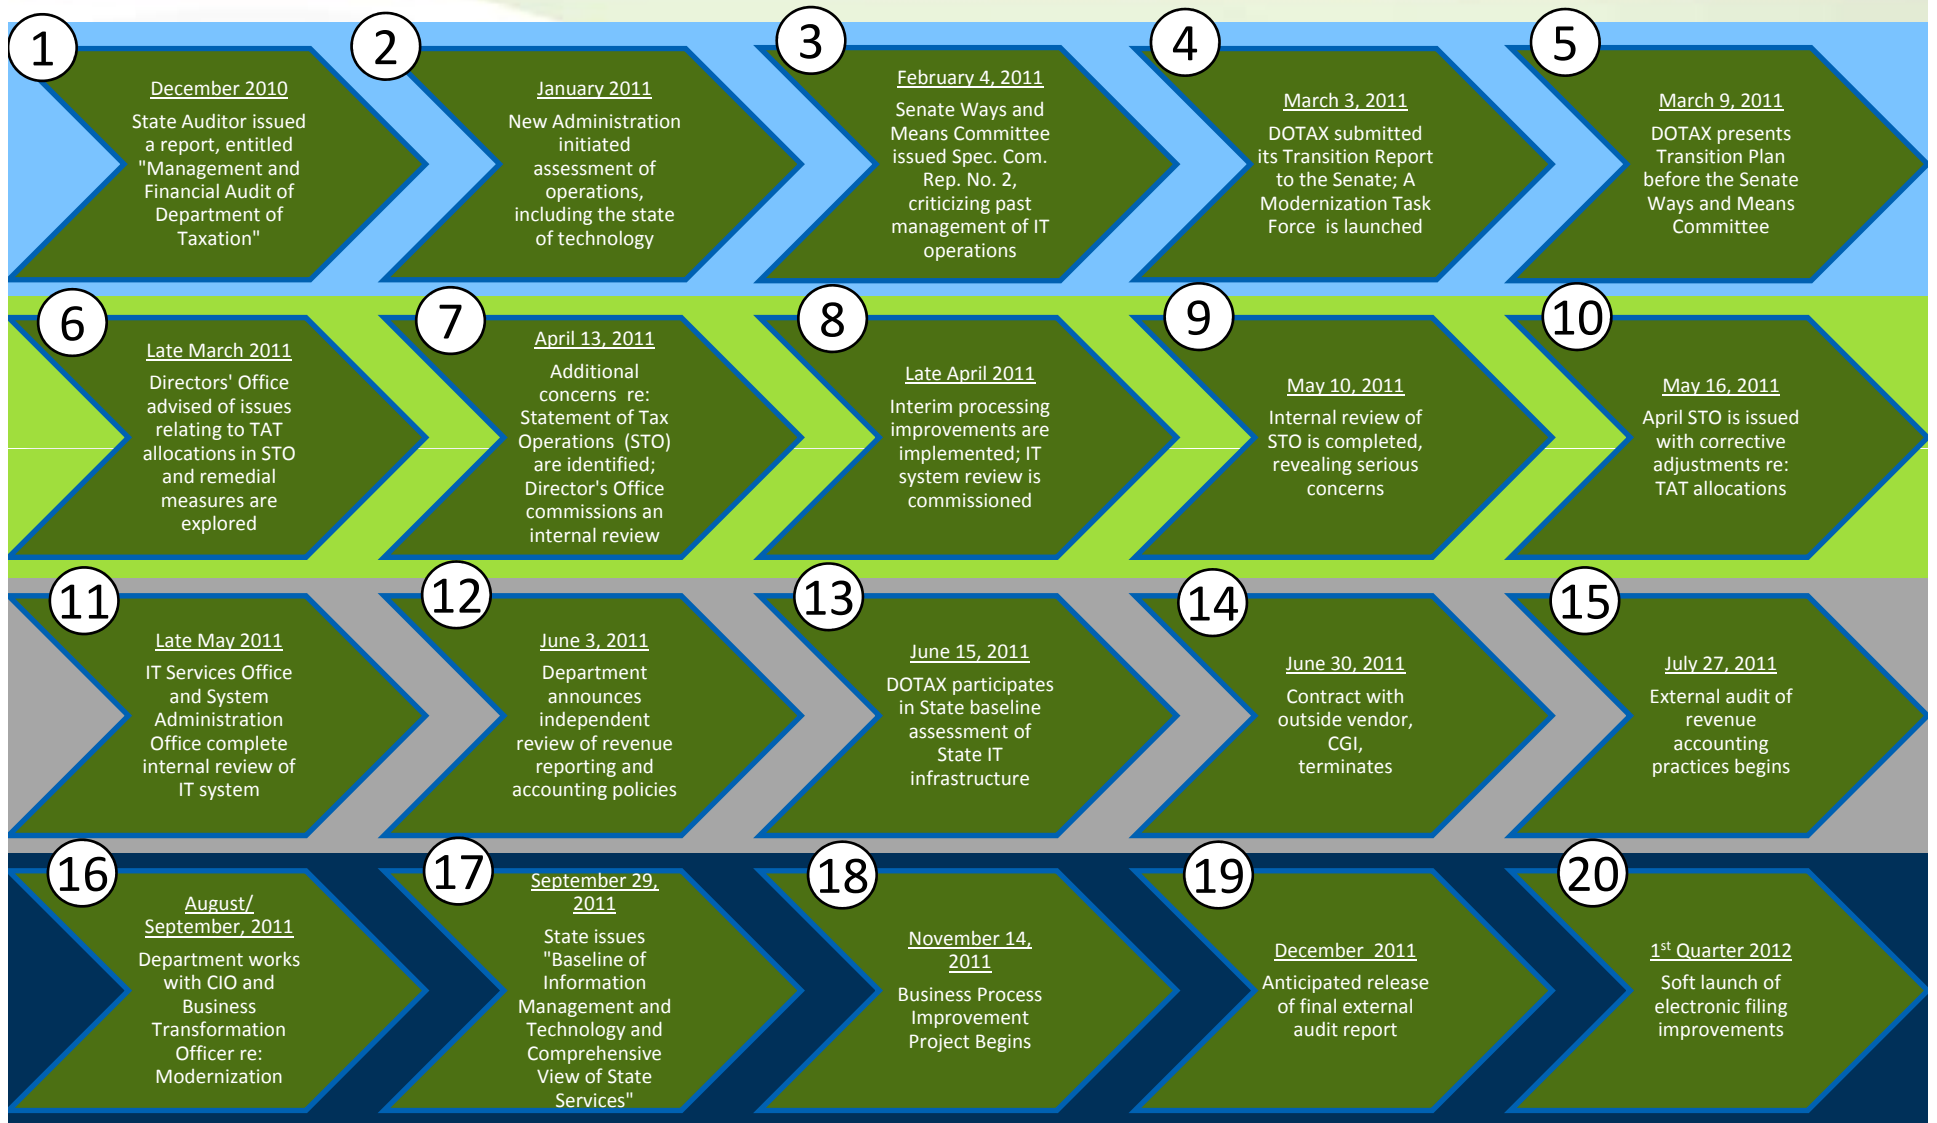 1
December 2010
State Auditor issued
a report, entitled
"Management and
Financial Audit of
Department of
Taxation"
2
January 2011
New Administration
initiated
assessment of
operations,
including the state
of technology
3
February 4, 2011
Senate Ways and
Means Committee
issued Spec. Com.
Rep. No. 2,
criticizing past
management of IT
operations
4
March 3, 2011
DOTAX submitted
its Transition Report
to the Senate; A
Modernization Task
Force is launched
5
March 9, 2011
DOTAX presents
Transition Plan
before the Senate
Ways and Means
Committee
6
Late March 2011
Directors' Office
advised of issues
relating to TAT
allocations in STO
and remedial
measures are
explored
7
April 13, 2011
Additional
concerns re:
Statement of Tax
Operations (STO)
are identified;
Director's Office
commissions an
internal review
8
Late April 2011
Interim processing
improvements are
implemented; IT
system review is
commissioned
9
May 10, 2011
Internal review of
STO is completed,
revealing serious
concerns
10
May 16, 2011
April STO is issued
with corrective
adjustments re:
TAT allocations
11
Late May 2011
IT Services Office
and System
Administration
Office complete
internal review of
IT system
12
June 3, 2011
Department
announces
independent
review of revenue
reporting and
accounting policies
13
June 15, 2011
DOTAX participates
in State baseline
assessment of
State IT
infrastructure
14
June 30, 2011
Contract with
outside vendor,
CGI,
terminates
15
July 27, 2011
External audit of
revenue
accounting
practices begins
16
August/
September, 2011
Department works
with CIO and
Business
Transformation
Officer re:
Modernization
17
September 29,
2011
State issues
"Baseline of
Information
Management and
Technology and
Comprehensive
View of State
Services"
18
November 14,
2011
Business Process
Improvement
Project Begins
19
December 2011
Anticipated release
of final external
audit report
20
1st Quarter 2012
Soft launch of
electronic filing
improvements